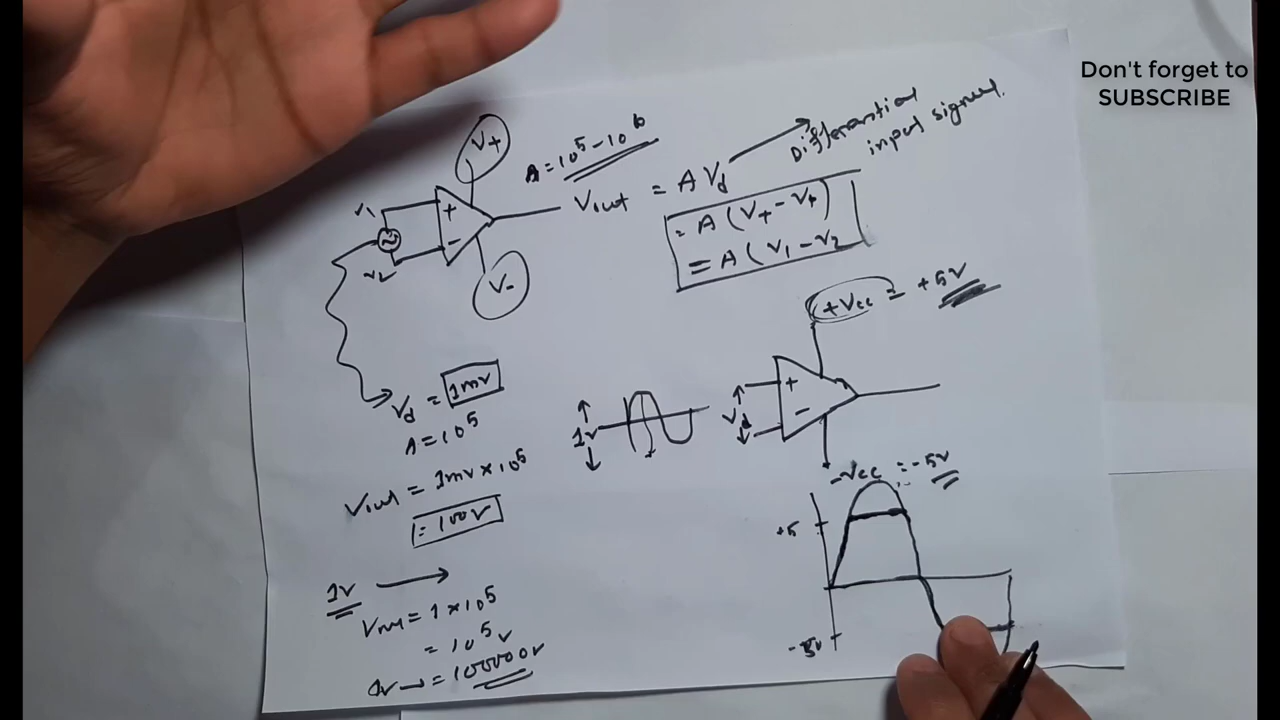 Don't forget to
SUBSCRIBE
V+
A = 10^5 - 10^6
Differential
input signal.
Vout = A Vd
= A (V+ - V+)
= A (V1 - V2
V1
+
-
V2
V-
+Vcc = +5V
Vd = 1mv
A = 10^5
Vout = 1mv × 10^5
= 100V
1v
Vd
+
-
-Vcc = -5V
+5
-5v
1v →
Vout = 1 × 10^5
= 10^5 V
= 100000v